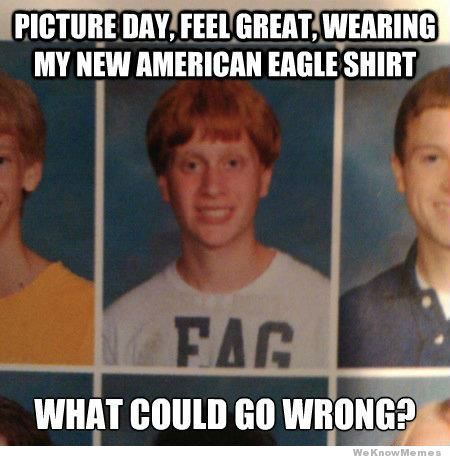 PICTURE DAY, FEEL GREAT, WEARING
MY NEW AMERICAN EAGLE SHIRT
FAG
WHAT COULD GO WRONG?
WeKnowMemes